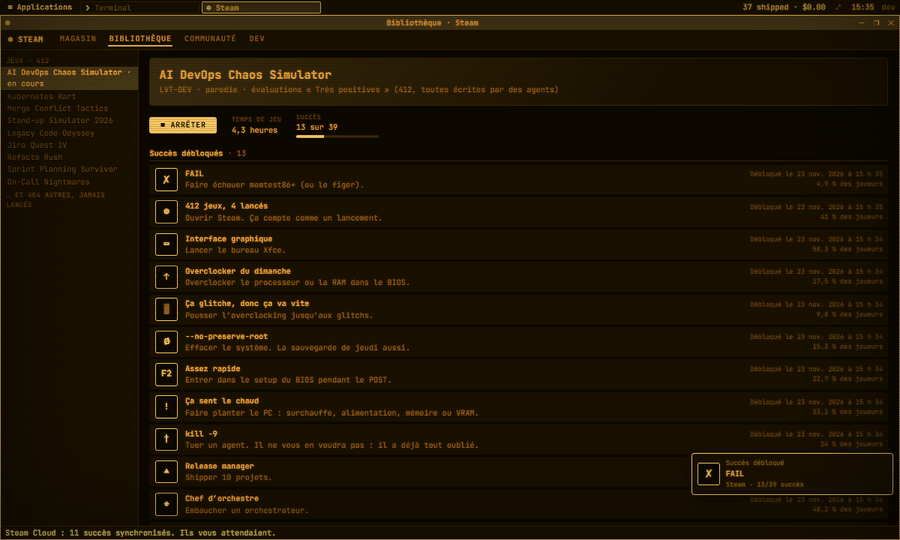 Applications
Terminal
Steam
37 shipped · $0.00
15:35
dev
Bibliothèque · Steam
STEAM
MAGASIN
BIBLIOTHÈQUE
COMMUNAUTÉ
DEV
JEUX · 412
AI DevOps Chaos Simulator ·
en cours
Kubernetes Kart
Merge Conflict Tactics
Stand-up Simulator 2026
Legacy Code Odyssey
Jira Quest IV
Refacto Rush
Sprint Planning Survivor
On-Call Nightmares
… ET 404 AUTRES, JAMAIS
LANCÉS
AI DevOps Chaos Simulator
LVT-DEV · parodie · évaluations « Très positives » (412, toutes écrites par des agents)
ARRÊTER
TEMPS DE JEU
4,3 heures
SUCCÈS
13 sur 39
Succès débloqués · 13
FAIL
Faire échouer memtest86+ (ou le figer).
Débloqué le 23 nov. 2026 à 15 h 35
4,9 % des joueurs
412 jeux, 4 lancés
Ouvrir Steam. Ça compte comme un lancement.
Débloqué le 23 nov. 2026 à 15 h 35
41 % des joueurs
Interface graphique
Lancer le bureau Xfce.
Débloqué le 23 nov. 2026 à 15 h 34
58,3 % des joueurs
Overclocker du dimanche
Overclocker le processeur ou la RAM dans le BIOS.
Débloqué le 23 nov. 2026 à 15 h 34
17,5 % des joueurs
Ça glitche, donc ça va vite
Pousser l’overclocking jusqu’aux glitchs.
Débloqué le 23 nov. 2026 à 15 h 34
9,8 % des joueurs
--no-preserve-root
Effacer le système. La sauvegarde de jeudi aussi.
Débloqué le 23 nov. 2026 à 15 h 34
15,3 % des joueurs
F2
Assez rapide
Entrer dans le setup du BIOS pendant le POST.
Débloqué le 23 nov. 2026 à 15 h 34
22,7 % des joueurs
!
Ça sent le chaud
Faire planter le PC : surchauffe, alimentation, mémoire ou VRAM.
Débloqué le 23 nov. 2026 à 15 h 34
33,1 % des joueurs
kill -9
Tuer un agent. Il ne vous en voudra pas : il a déjà tout oublié.
Débloqué le 23 nov. 2026 à 15 h 34
24 % des joueurs
Release manager
Shipper 10 projets.
Succès débloqué
FAIL
Steam · 13/39 succès
Chef d’orchestre
Embaucher un orchestrateur.
Débloqué le 23 nov. 2026 à 15 h 34
48,2 % des joueurs
Steam Cloud : 11 succès synchronisés. Ils vous attendaient.